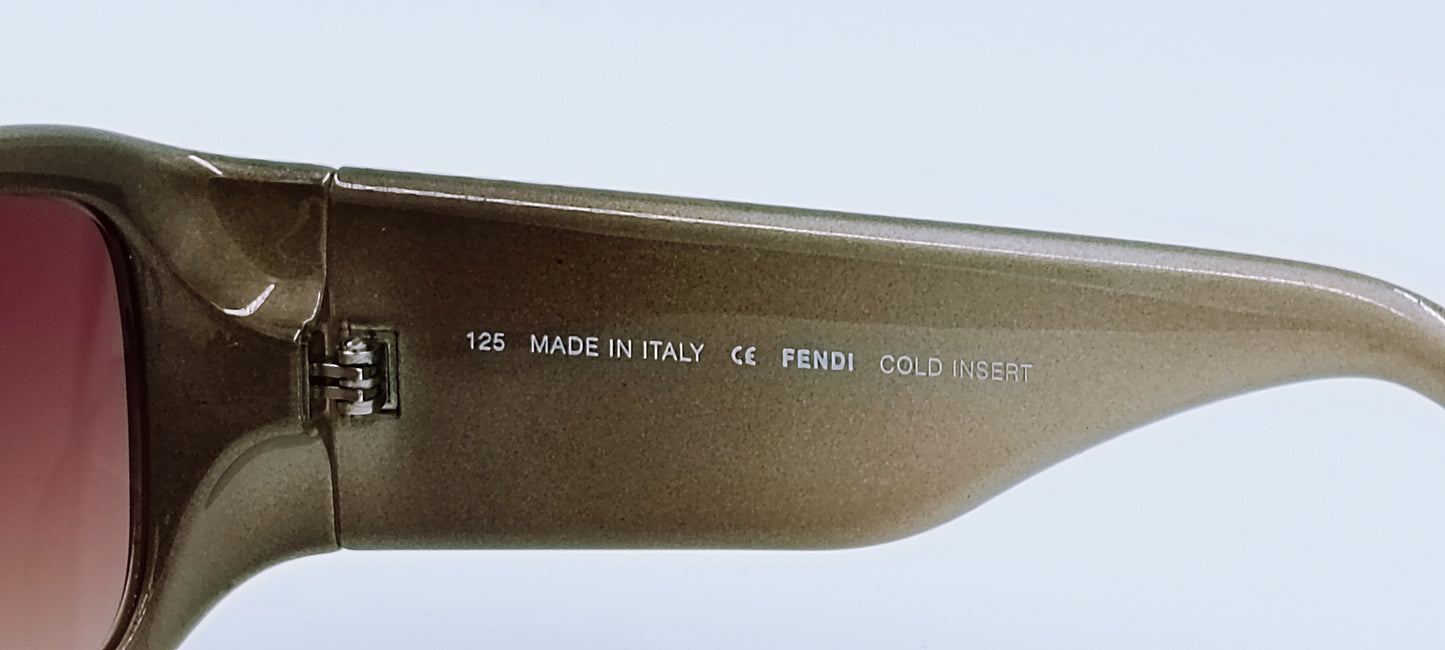 125 MADE IN ITALY CE FENDI COLD INSERT